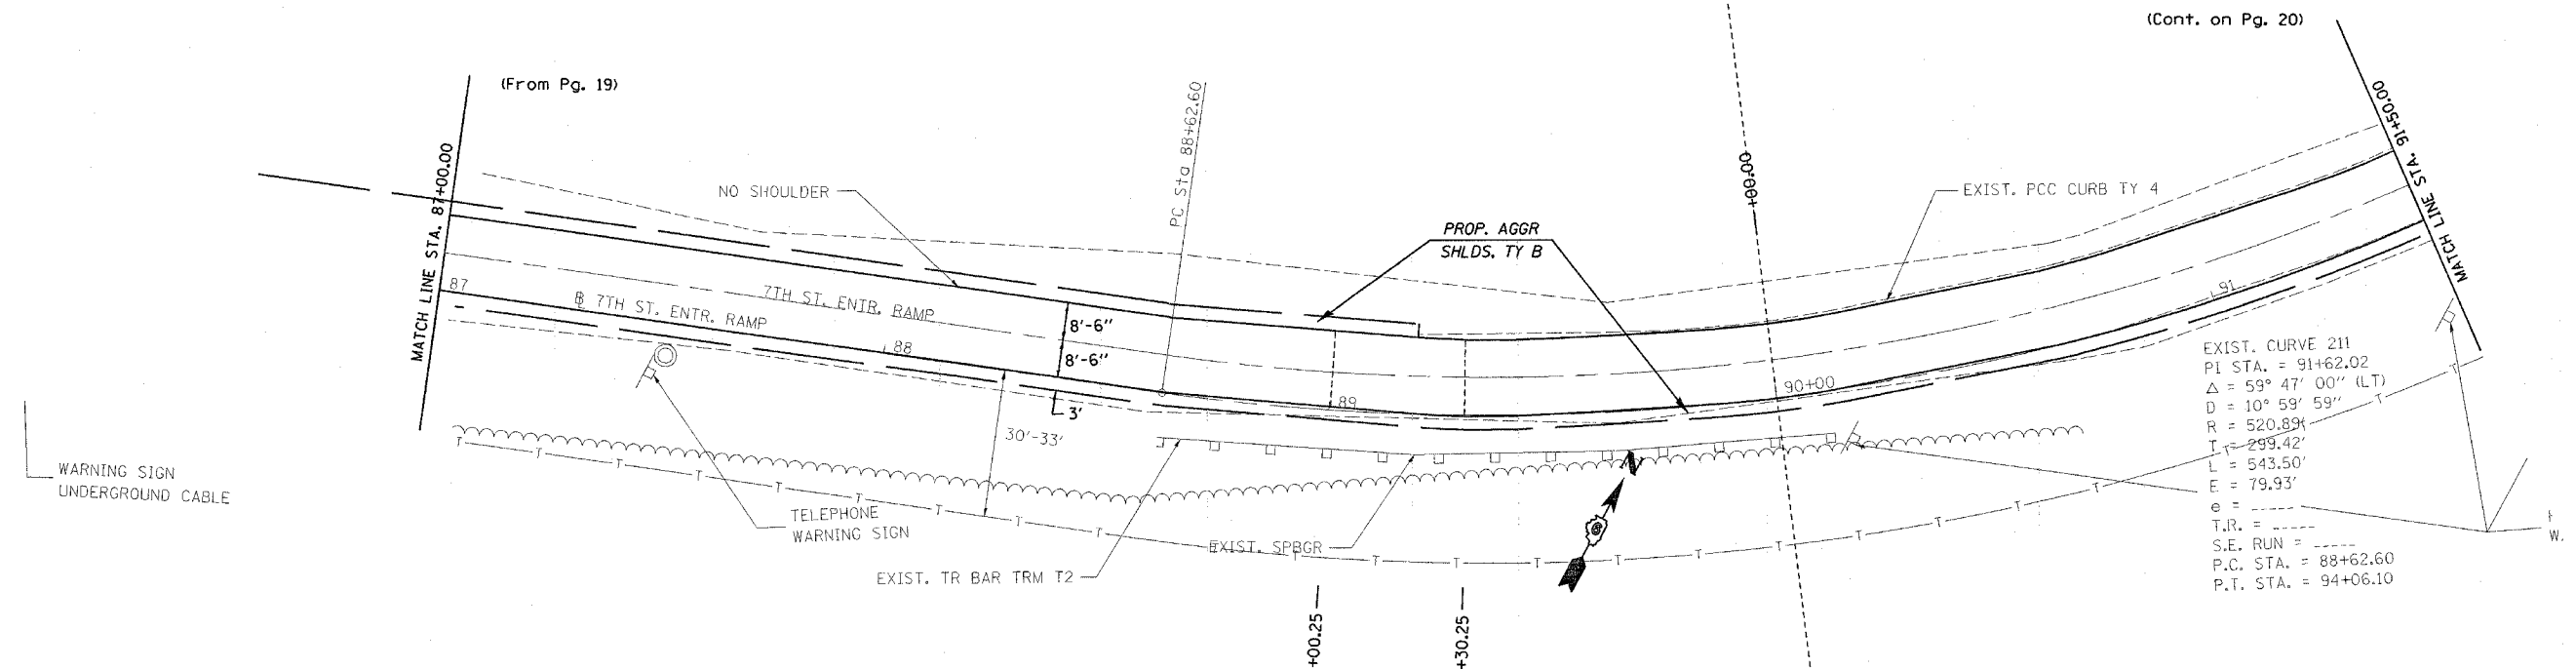 (Cont. on Pg. 20)
(From Pg. 19)
MATCH LINE STA. 87+00.00
NO SHOULDER
PC Sta 88+62.60
+00.00
EXIST. PCC CURB TY 4
MATCH LINE STA. 91+50.00
PROP. AGGR
SHLDS. TY B
87
7TH ST. ENTR. RAMP
7TH ST. ENTR. RAMP
88
8'-6"
8'-6"
89
90+00
91
3'
30'-33'
WARNING SIGN
UNDERGROUND CABLE
TELEPHONE
WARNING SIGN
EXIST. SPBGR
EXIST. TR BAR TRM T2
N
+00.25
+30.25
EXIST. CURVE 211
PI STA. = 91+62.02
Δ = 59° 47' 00" (LT)
D = 10° 59' 59"
R = 520.89'
T = 299.42'
L = 543.50'
E = 79.93'
e = -----
T.R. = -----
S.E. RUN = -----
P.C. STA. = 88+62.60
P.T. STA. = 94+06.10
W.